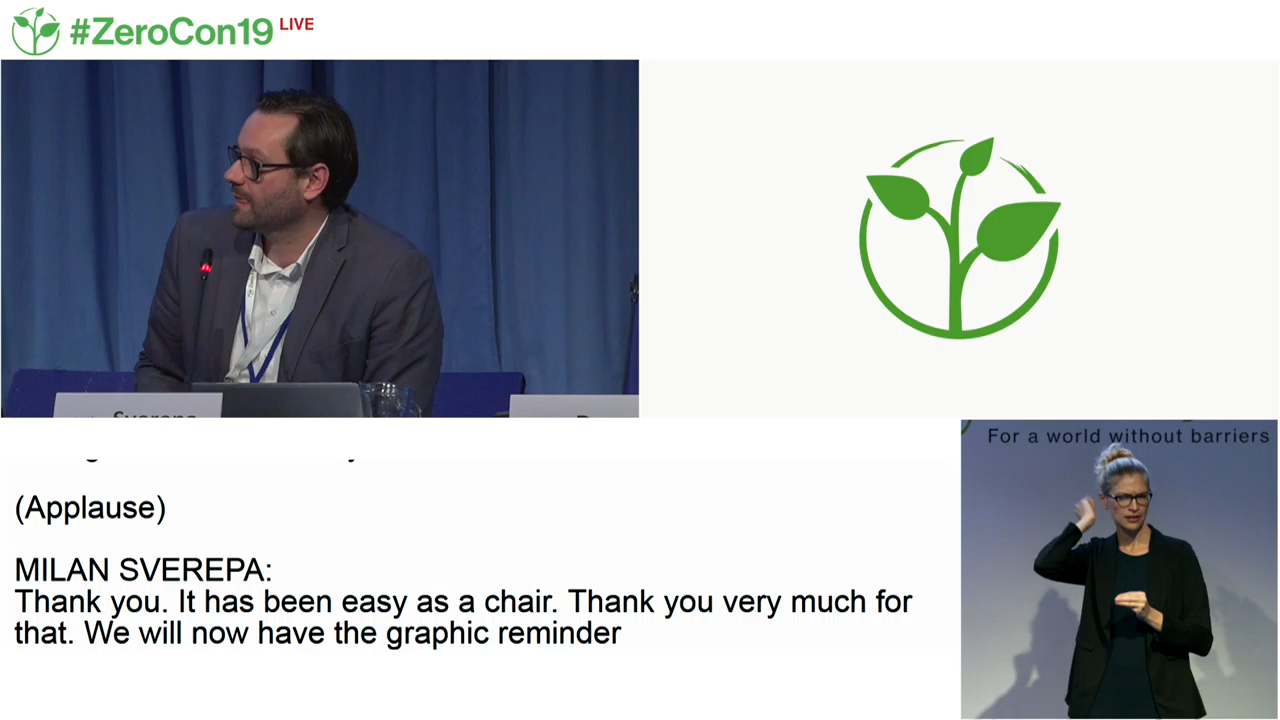 #ZeroCon19 LIVE
Sverepa
For a world without barriers
(Applause)
MILAN SVEREPA:
Thank you. It has been easy as a chair. Thank you very much for
that. We will now have the graphic reminder